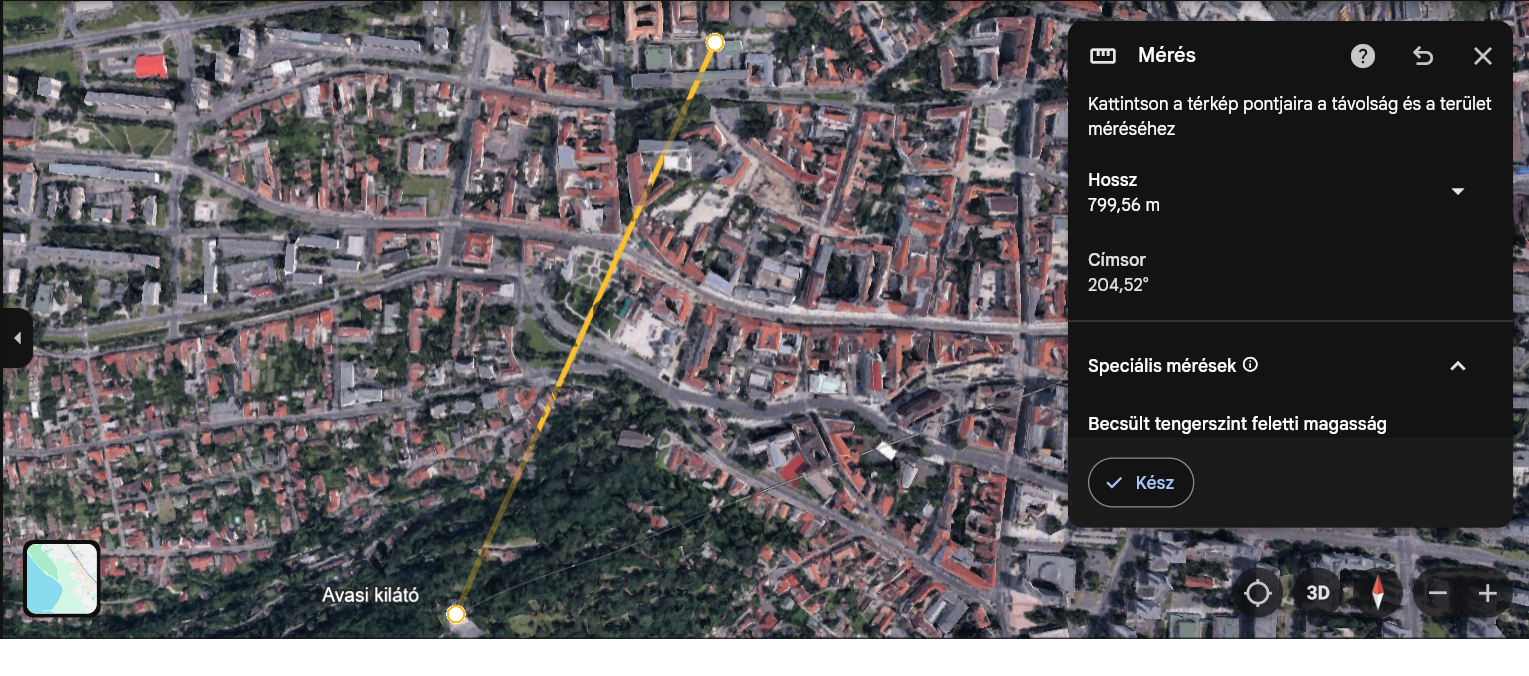 Mérés
?
Kattintson a térkép pontjaira a távolság és a terület
méréséhez
Hossz
799,56 m
Címsor
204,52°
Speciális mérések
Becsült tengerszint feletti magasság
Kész
Avasi kilátó
3D